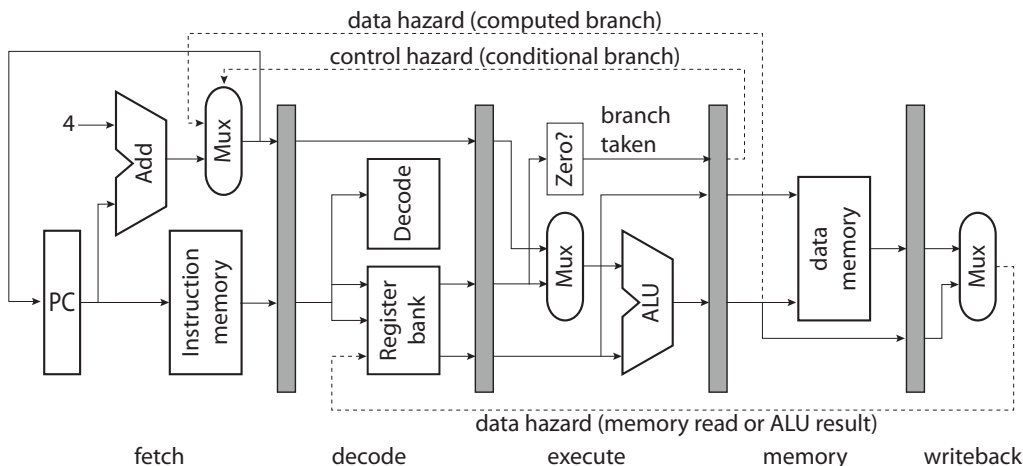 data hazard (computed branch)
control hazard (conditional branch)
4
Add
Mux
branch
taken
Zero?
Decode
data
memory
Mux
PC
Instruction
memory
Register
bank
Mux
ALU
data hazard (memory read or ALU result)
fetch
decode
execute
memory
writeback